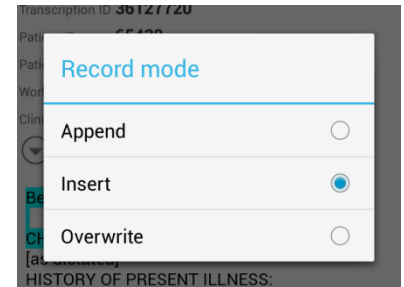 Transcription ID 36127720
Record mode
Append
Insert
Overwrite
[as dictated]
HISTORY OF PRESENT ILLNESS: